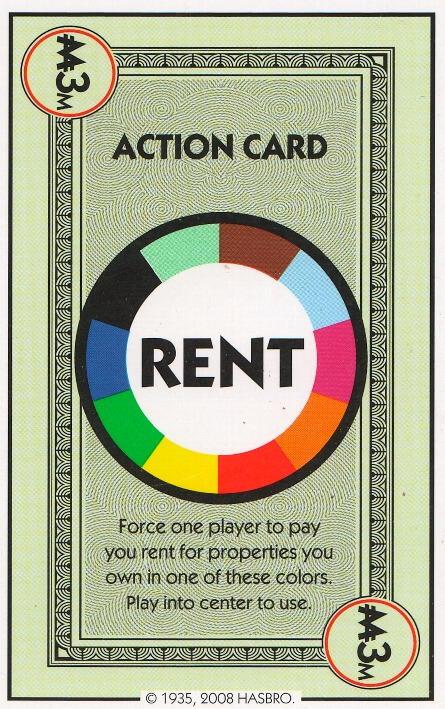 ₩3M
ACTION CARD
RENT
Force one player to pay
you rent for properties you
own in one of these colors.
Play into center to use.
₩3M
© 1935, 2008 HASBRO.